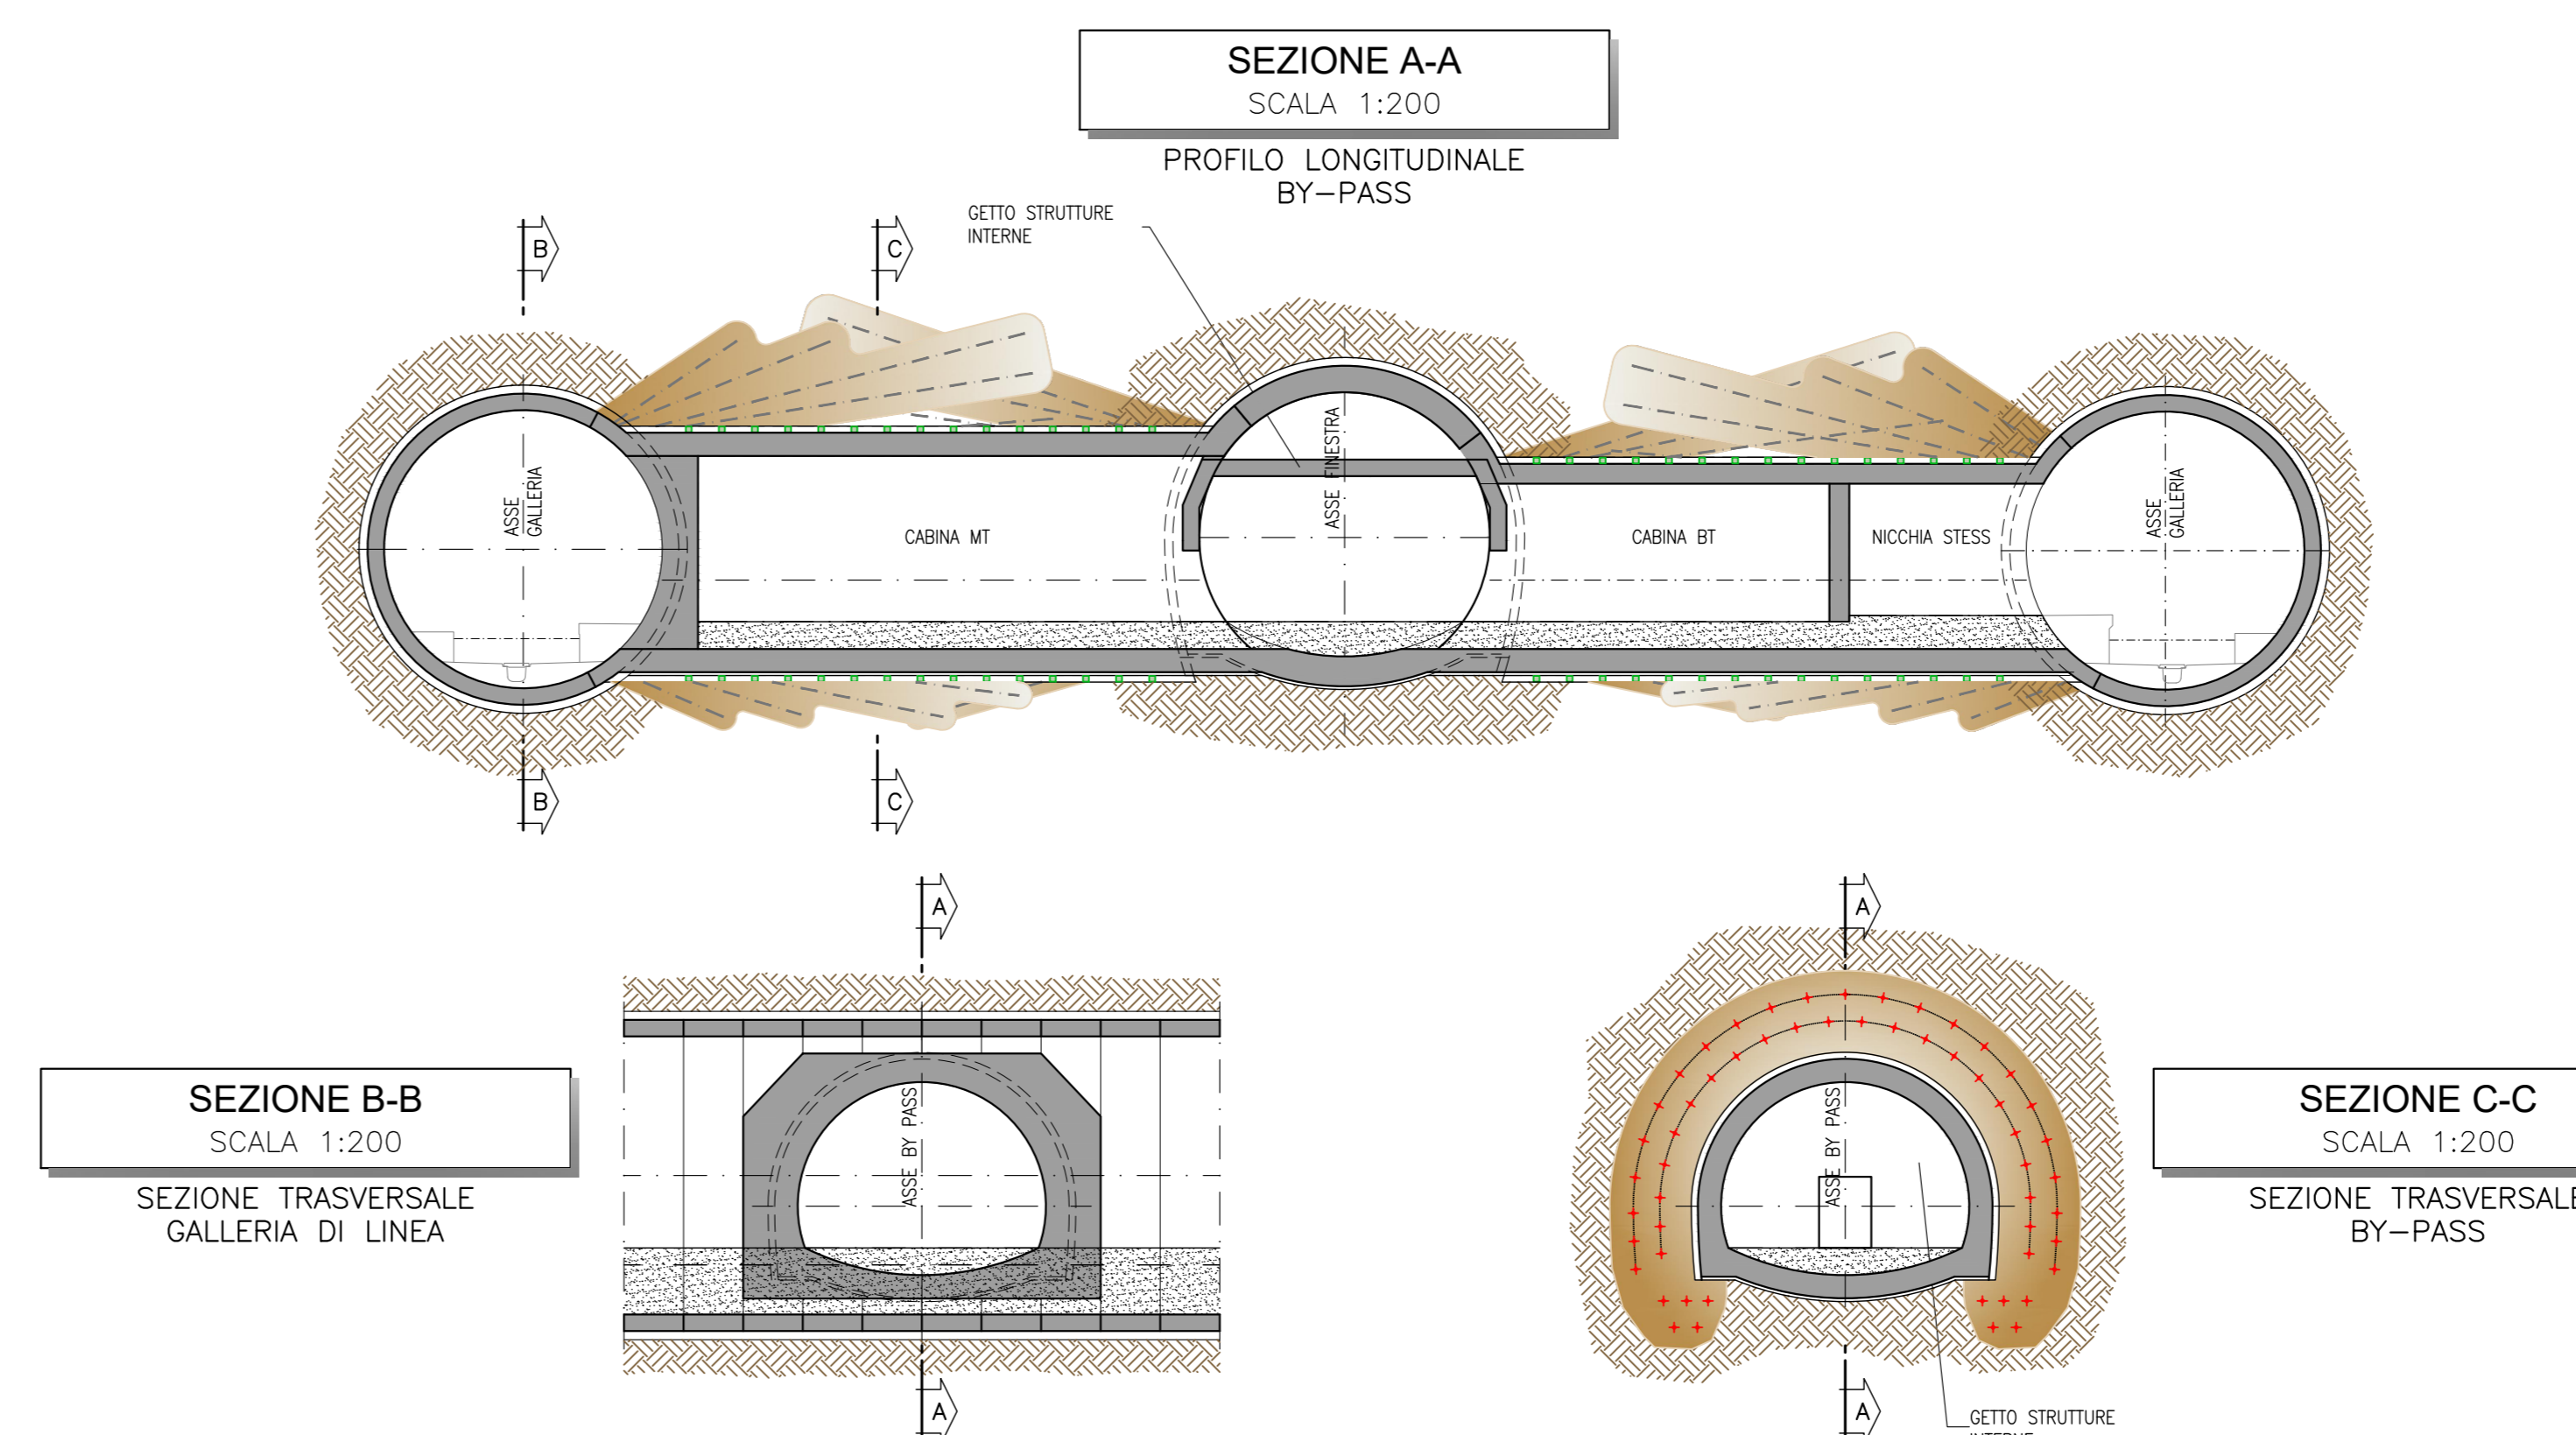 SEZIONE A-A
SCALA 1:200
PROFILO LONGITUDINALE
BY-PASS
GETTO STRUTTURE
INTERNE
B
C
ASSE
GALLERIA
CABINA MT
ASSE FINESTRA
CABINA BT
NICCHIA STESS
ASSE
GALLERIA
B
C
A
A
SEZIONE B-B
SCALA 1:200
SEZIONE TRASVERSALE
GALLERIA DI LINEA
ASSE BY PASS
ASSE BY PASS
SEZIONE C-C
SCALA 1:200
SEZIONE TRASVERSALE
BY-PASS
A
A
GETTO STRUTTURE
INTERNE